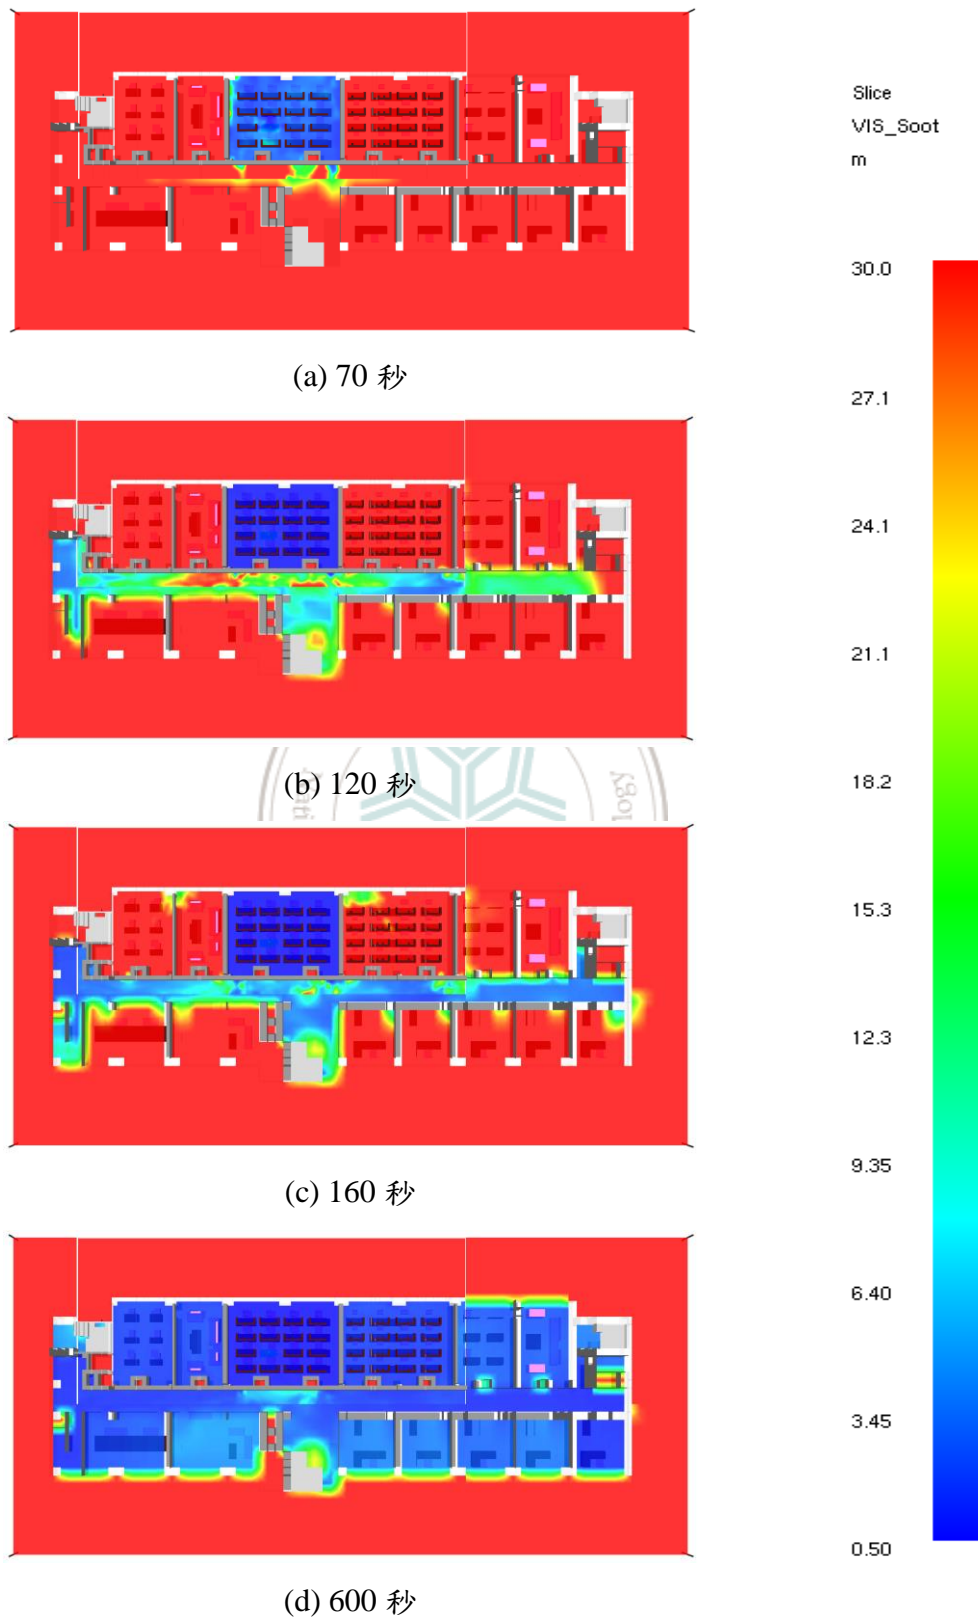 Slice
VIS_Soot
m
30.0
27.1
24.1
21.1
18.2
15.3
12.3
9.35
6.40
3.45
0.50
(a) 70 秒
(b) 120 秒
(c) 160 秒
(d) 600 秒